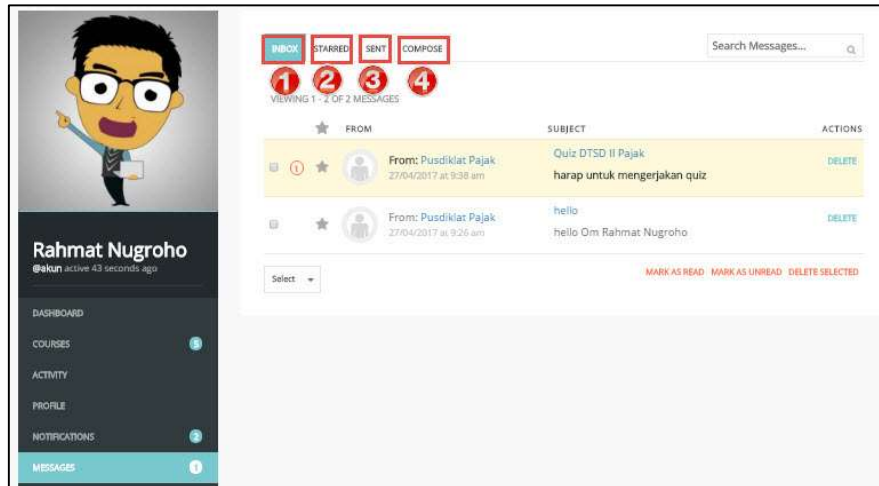 INBOX STARRED SENT COMPOSE Search Messages...
1 2 3 4
VIEWING 1 - 2 OF 2 MESSAGES
FROM SUBJECT ACTIONS
1 From: Pusdiklat Pajak Quiz DTSD II Pajak DELETE
27/04/2017 at 9:38 am harap untuk mengerjakan quiz
From: Pusdiklat Pajak hello DELETE
27/04/2017 at 9:26 am hello Om Rahmat Nugroho
Select MARK AS READ MARK AS UNREAD DELETE SELECTED
Rahmat Nugroho
@akun active 43 seconds ago
DASHBOARD
COURSES 5
ACTIVITY
PROFILE
NOTIFICATIONS 2
MESSAGES 1